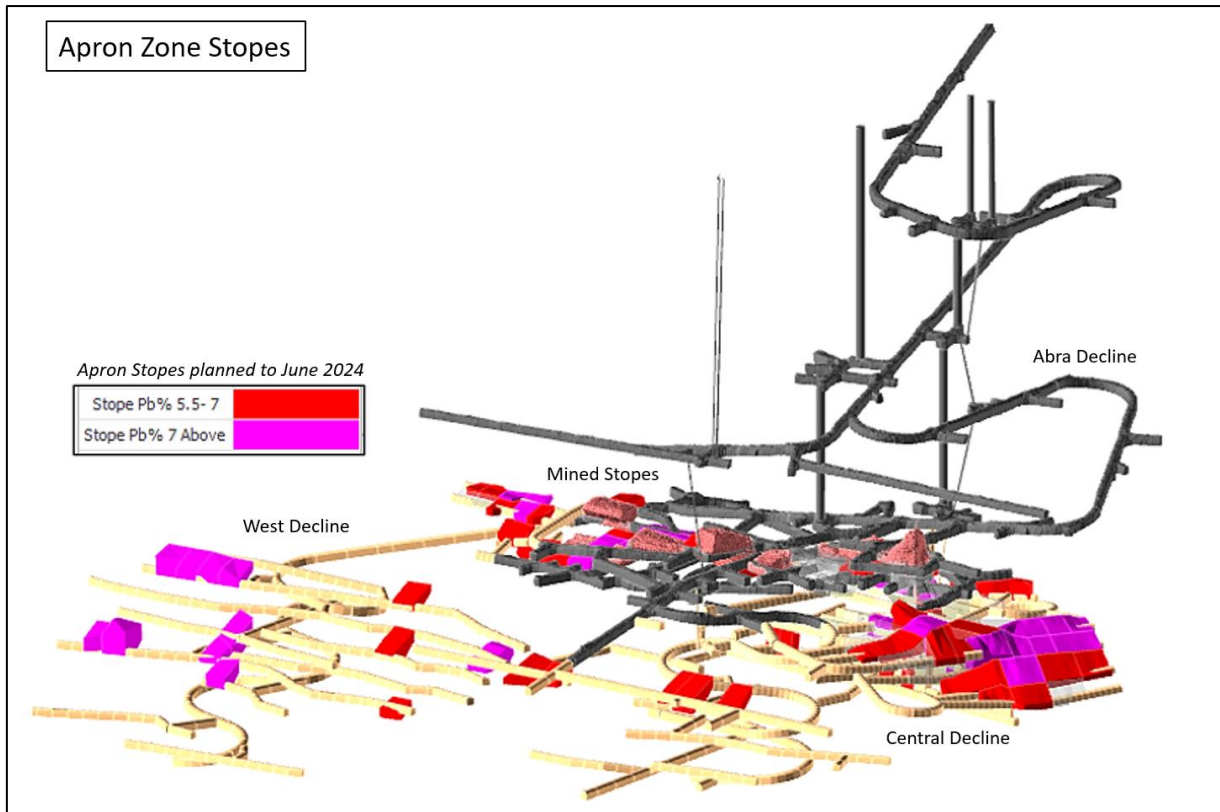 Apron Zone Stopes
Abra Decline
Apron Stopes planned to June 2024
Stope Pb% 5.5- 7
Stope Pb% 7 Above
Mined Stopes
West Decline
Central Decline